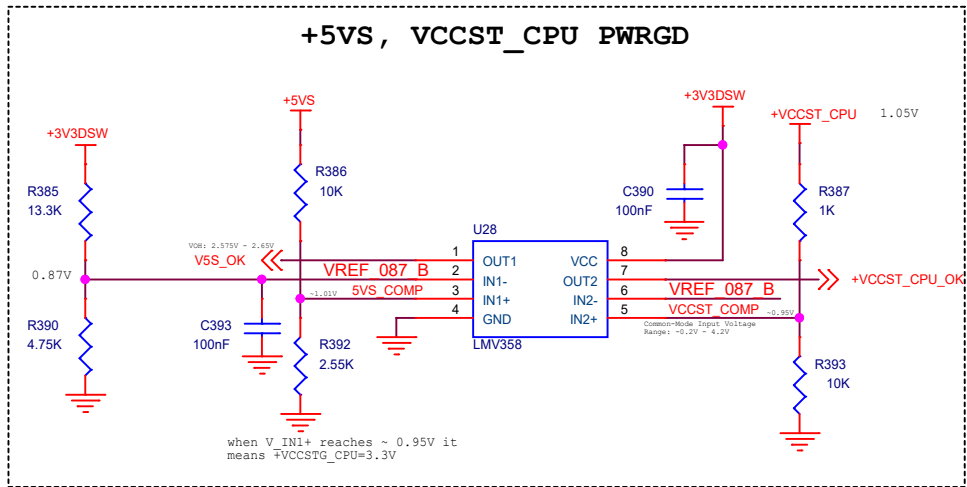 +5VS, VCCST_CPU PWRGD
+5VS
+3V3DSW
+3V3DSW
+VCCST_CPU
1.05V
R385
13.3K
R386
10K
C390
100nF
R387
1K
U28
VOH: 2.575V - 2.65V
V5S_OK
1
OUT1
VCC
8
0.87V
VREF_087_B
2
IN1-
OUT2
7
+VCCST_CPU_OK
~1.01V
5VS_COMP
3
IN1+
IN2-
6
VREF_087_B
4
GND
IN2+
5
VCCST_COMP
~0.95V
LMV358
Common-Mode Input Voltage
Range: -0.2V - 4.2V
R390
4.75K
C393
100nF
R392
2.55K
R393
10K
when V_IN1+ reaches ~ 0.95V it
means +VCCSTG_CPU=3.3V